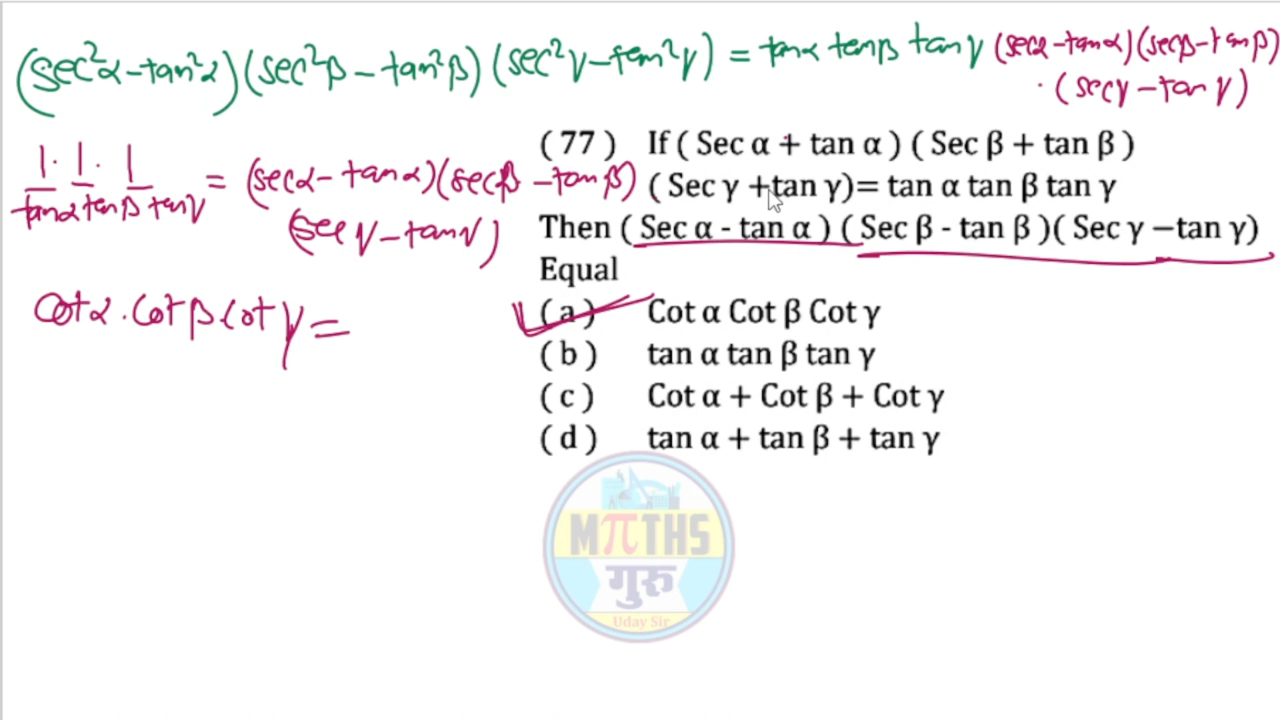 (sec²α-tan²α)(sec²β-tan²β)(sec²γ-tan²γ) = tanα tanβ tanγ (secα-tanα)(secβ-tanβ)
·(secγ-tanγ)
1/tanα · 1/tanβ · 1/tanγ = (secα-tanα)(secβ-tanβ)
(secγ-tanγ)
cotα.cotβ.cotγ =
(77) If ( Sec α + tan α ) ( Sec β + tan β )
( Sec γ +tan γ)= tan α tan β tan γ
Then ( Sec α - tan α ) ( Sec β - tan β )( Sec γ −tan γ)
Equal
(a) Cot α Cot β Cot γ
(b) tan α tan β tan γ
(c) Cot α + Cot β + Cot γ
(d) tan α + tan β + tan γ
MπTHS
गुरु
Uday Sir